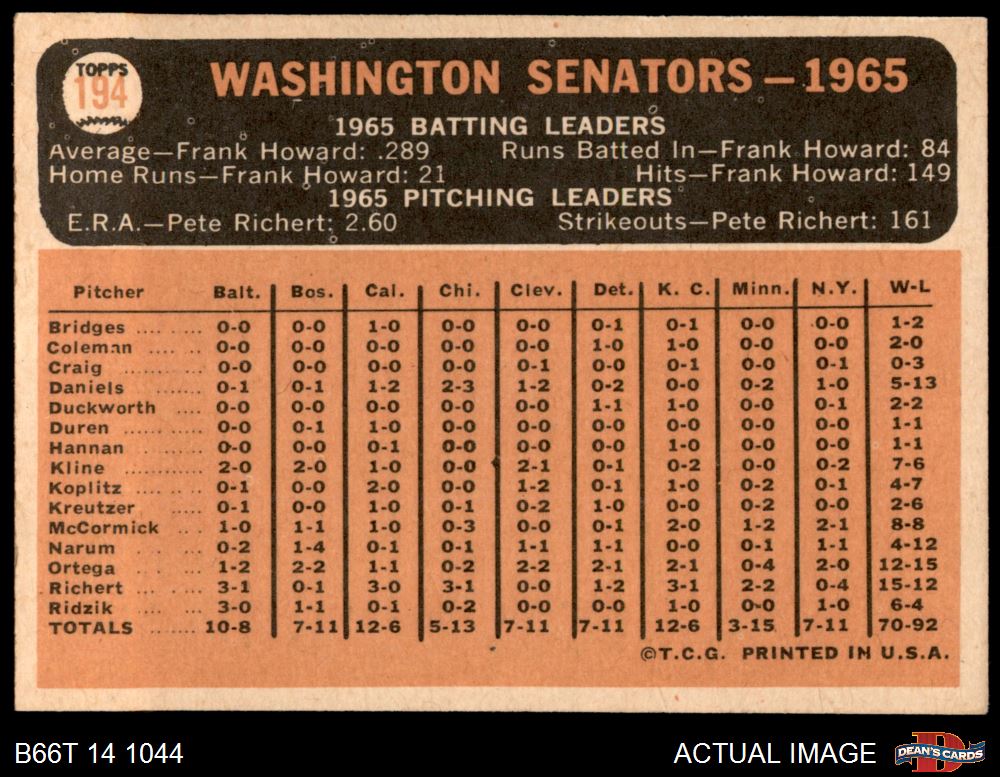 TOPPS
194
WASHINGTON SENATORS – 1965
1965 BATTING LEADERS
Average—Frank Howard: .289 Runs Batted In—Frank Howard: 84
Home Runs—Frank Howard: 21 Hits—Frank Howard: 149
1965 PITCHING LEADERS
E.R.A.—Pete Richert: 2.60 Strikeouts—Pete Richert: 161
Pitcher Balt. Bos. Cal. Chi. Clev. Det. K. C. Minn. N.Y. W-L
Bridges .... ........ 0-0 0-0 1-0 0-0 0-0 0-1 0-1 0-0 0-0 1-2
Coleman .... .. .. 0-0 0-0 0-0 0-0 0-0 1-0 1-0 0-0 0-0 2-0
Craig ..... ........ 0-0 0-0 0-0 0-0 0-1 0-0 0-1 0-0 0-1 0-3
Daniels ..... ...... 0-1 0-1 1-2 2-3 1-2 0-2 0-0 0-2 1-0 5-13
Duckworth .... 0-0 0-0 0-0 0-0 0-0 1-1 1-0 0-0 0-1 2-2
Duren ...... ....... 0-0 0-1 1-0 0-0 0-0 0-0 0-0 0-0 0-0 1-1
Hannan ..... ..... 0-0 0-0 0-1 0-0 0-0 0-0 1-0 0-0 0-0 1-1
Kline ............ 2-0 2-0 1-0 0-0 2-1 0-1 0-2 0-0 0-2 7-6
Koplitz ..... .. .. 0-1 0-0 2-0 0-0 1-2 0-1 1-0 0-2 0-1 4-7
Kreutzer ..... .... 0-1 0-0 1-0 0-1 0-2 1-0 0-0 0-2 0-0 2-6
McCormick .... 1-0 1-1 1-0 0-3 0-0 0-1 2-0 1-2 2-1 8-8
Narum .. . ... 0-2 1-4 0-1 0-1 1-1 1-1 0-0 0-1 1-1 4-12
Ortega .. . ... 1-2 2-2 1-1 0-2 2-2 2-1 2-1 0-4 2-0 12-15
Richert .. .. ... 3-1 0-1 3-0 3-1 0-0 1-2 3-1 2-2 0-4 15-12
Ridzik .... .. ... 3-0 1-1 0-1 0-2 0-0 0-0 1-0 0-0 1-0 6-4
TOTALS ....... 10-8 7-11 12-6 5-13 7-11 7-11 12-6 3-15 7-11 70-92
©T.C.G. PRINTED IN U.S.A.
B66T 14 1044 ACTUAL IMAGE DEAN'S CARDS